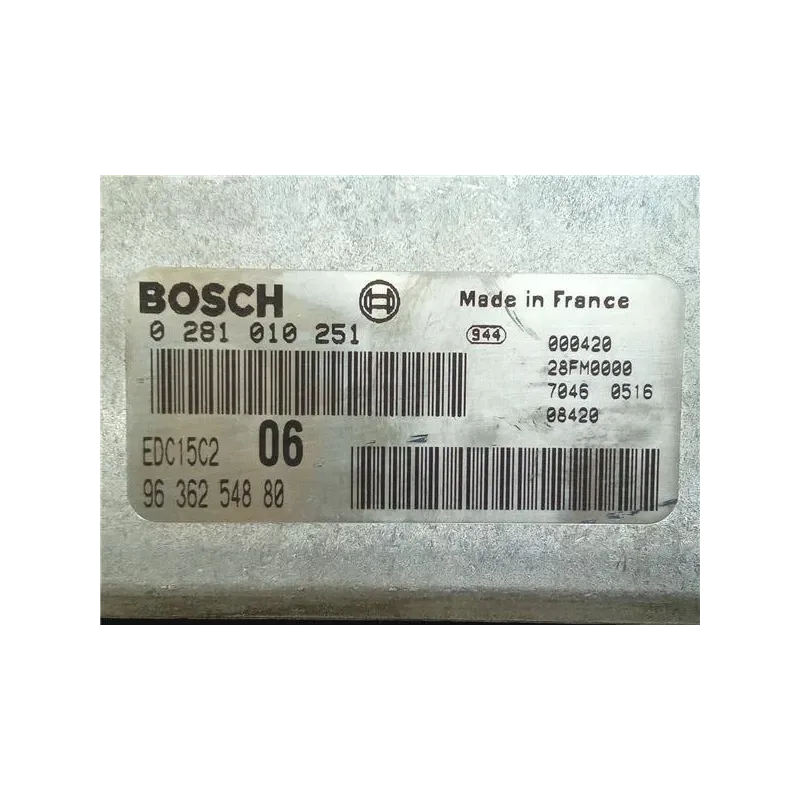 BOSCH
Made in France
0 281 010 251
944
000420
28FM0000
7046 0516
08420
EDC15C2 06
96 362 548 80